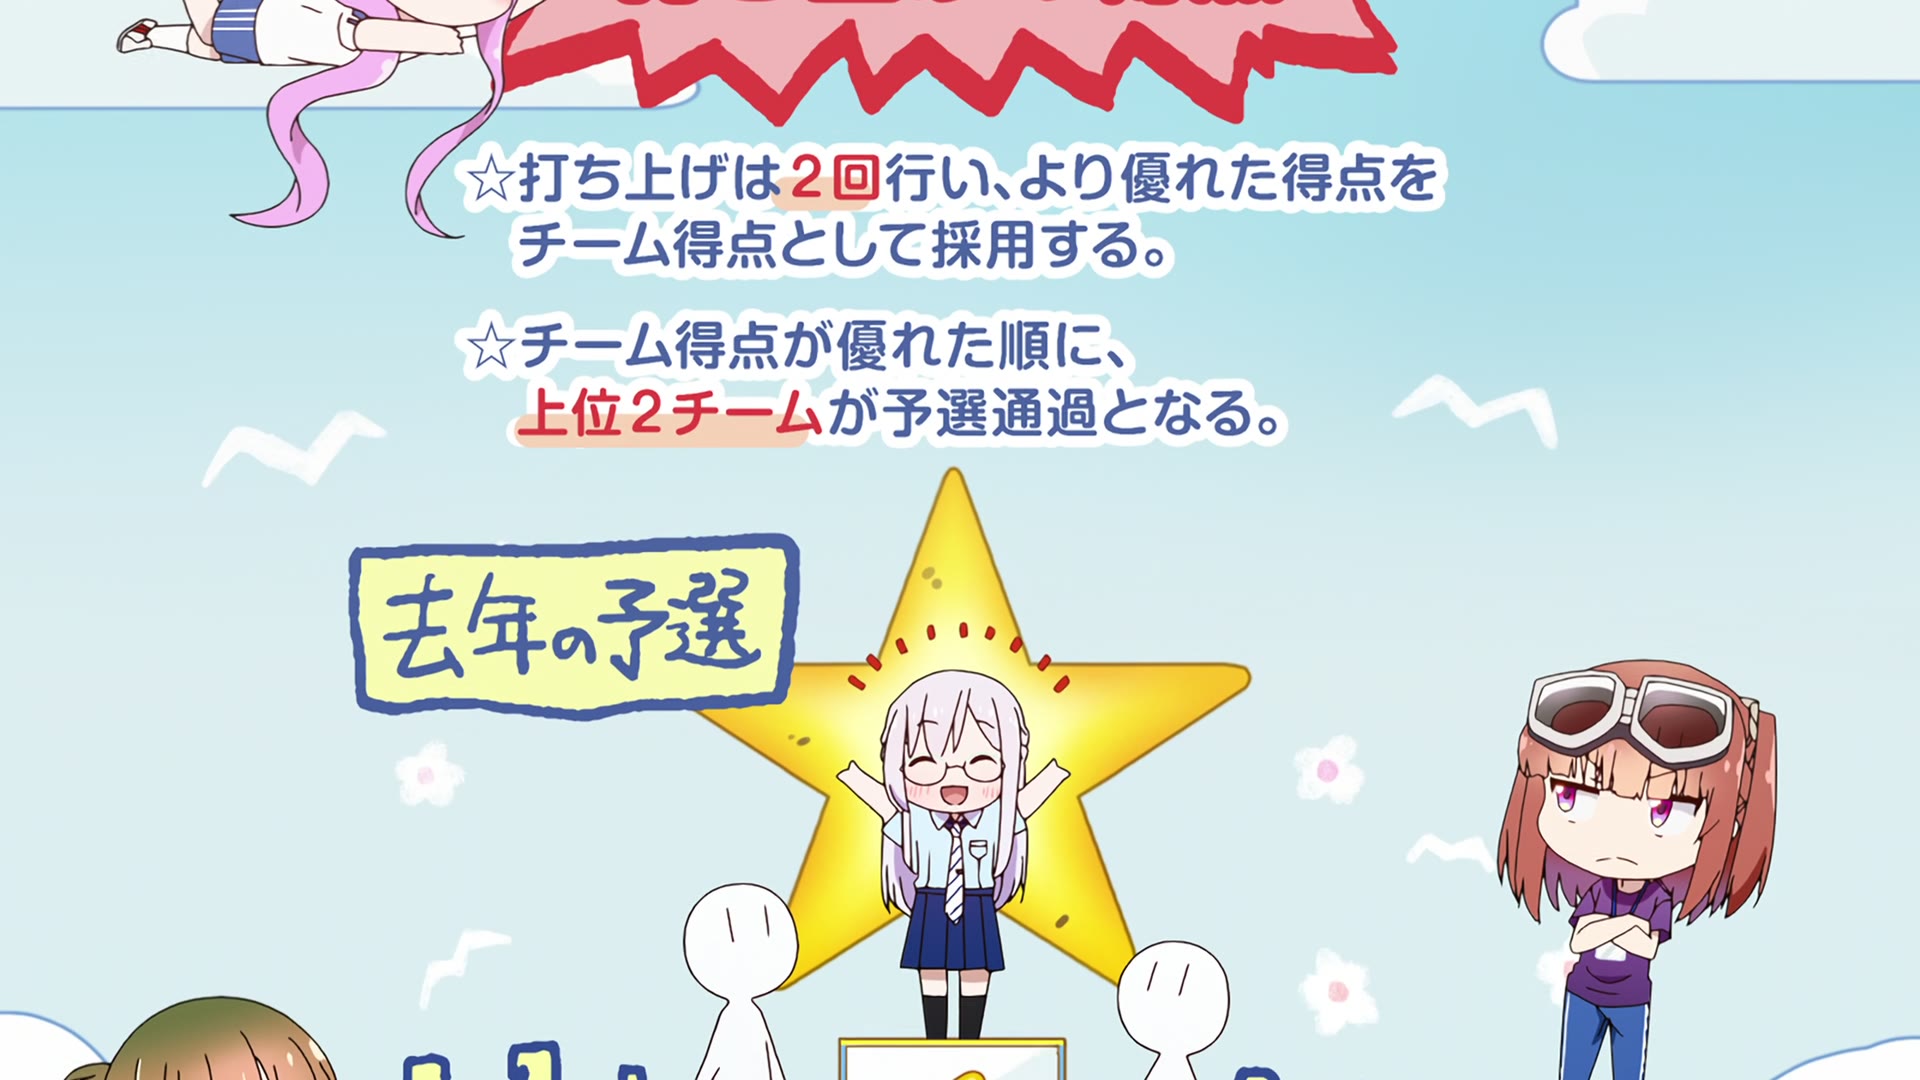 ☆打ち上げは2回行い、より優れた得点を
チーム得点として採用する。
☆チーム得点が優れた順に、
上位2チームが予選通過となる。
去年の予選